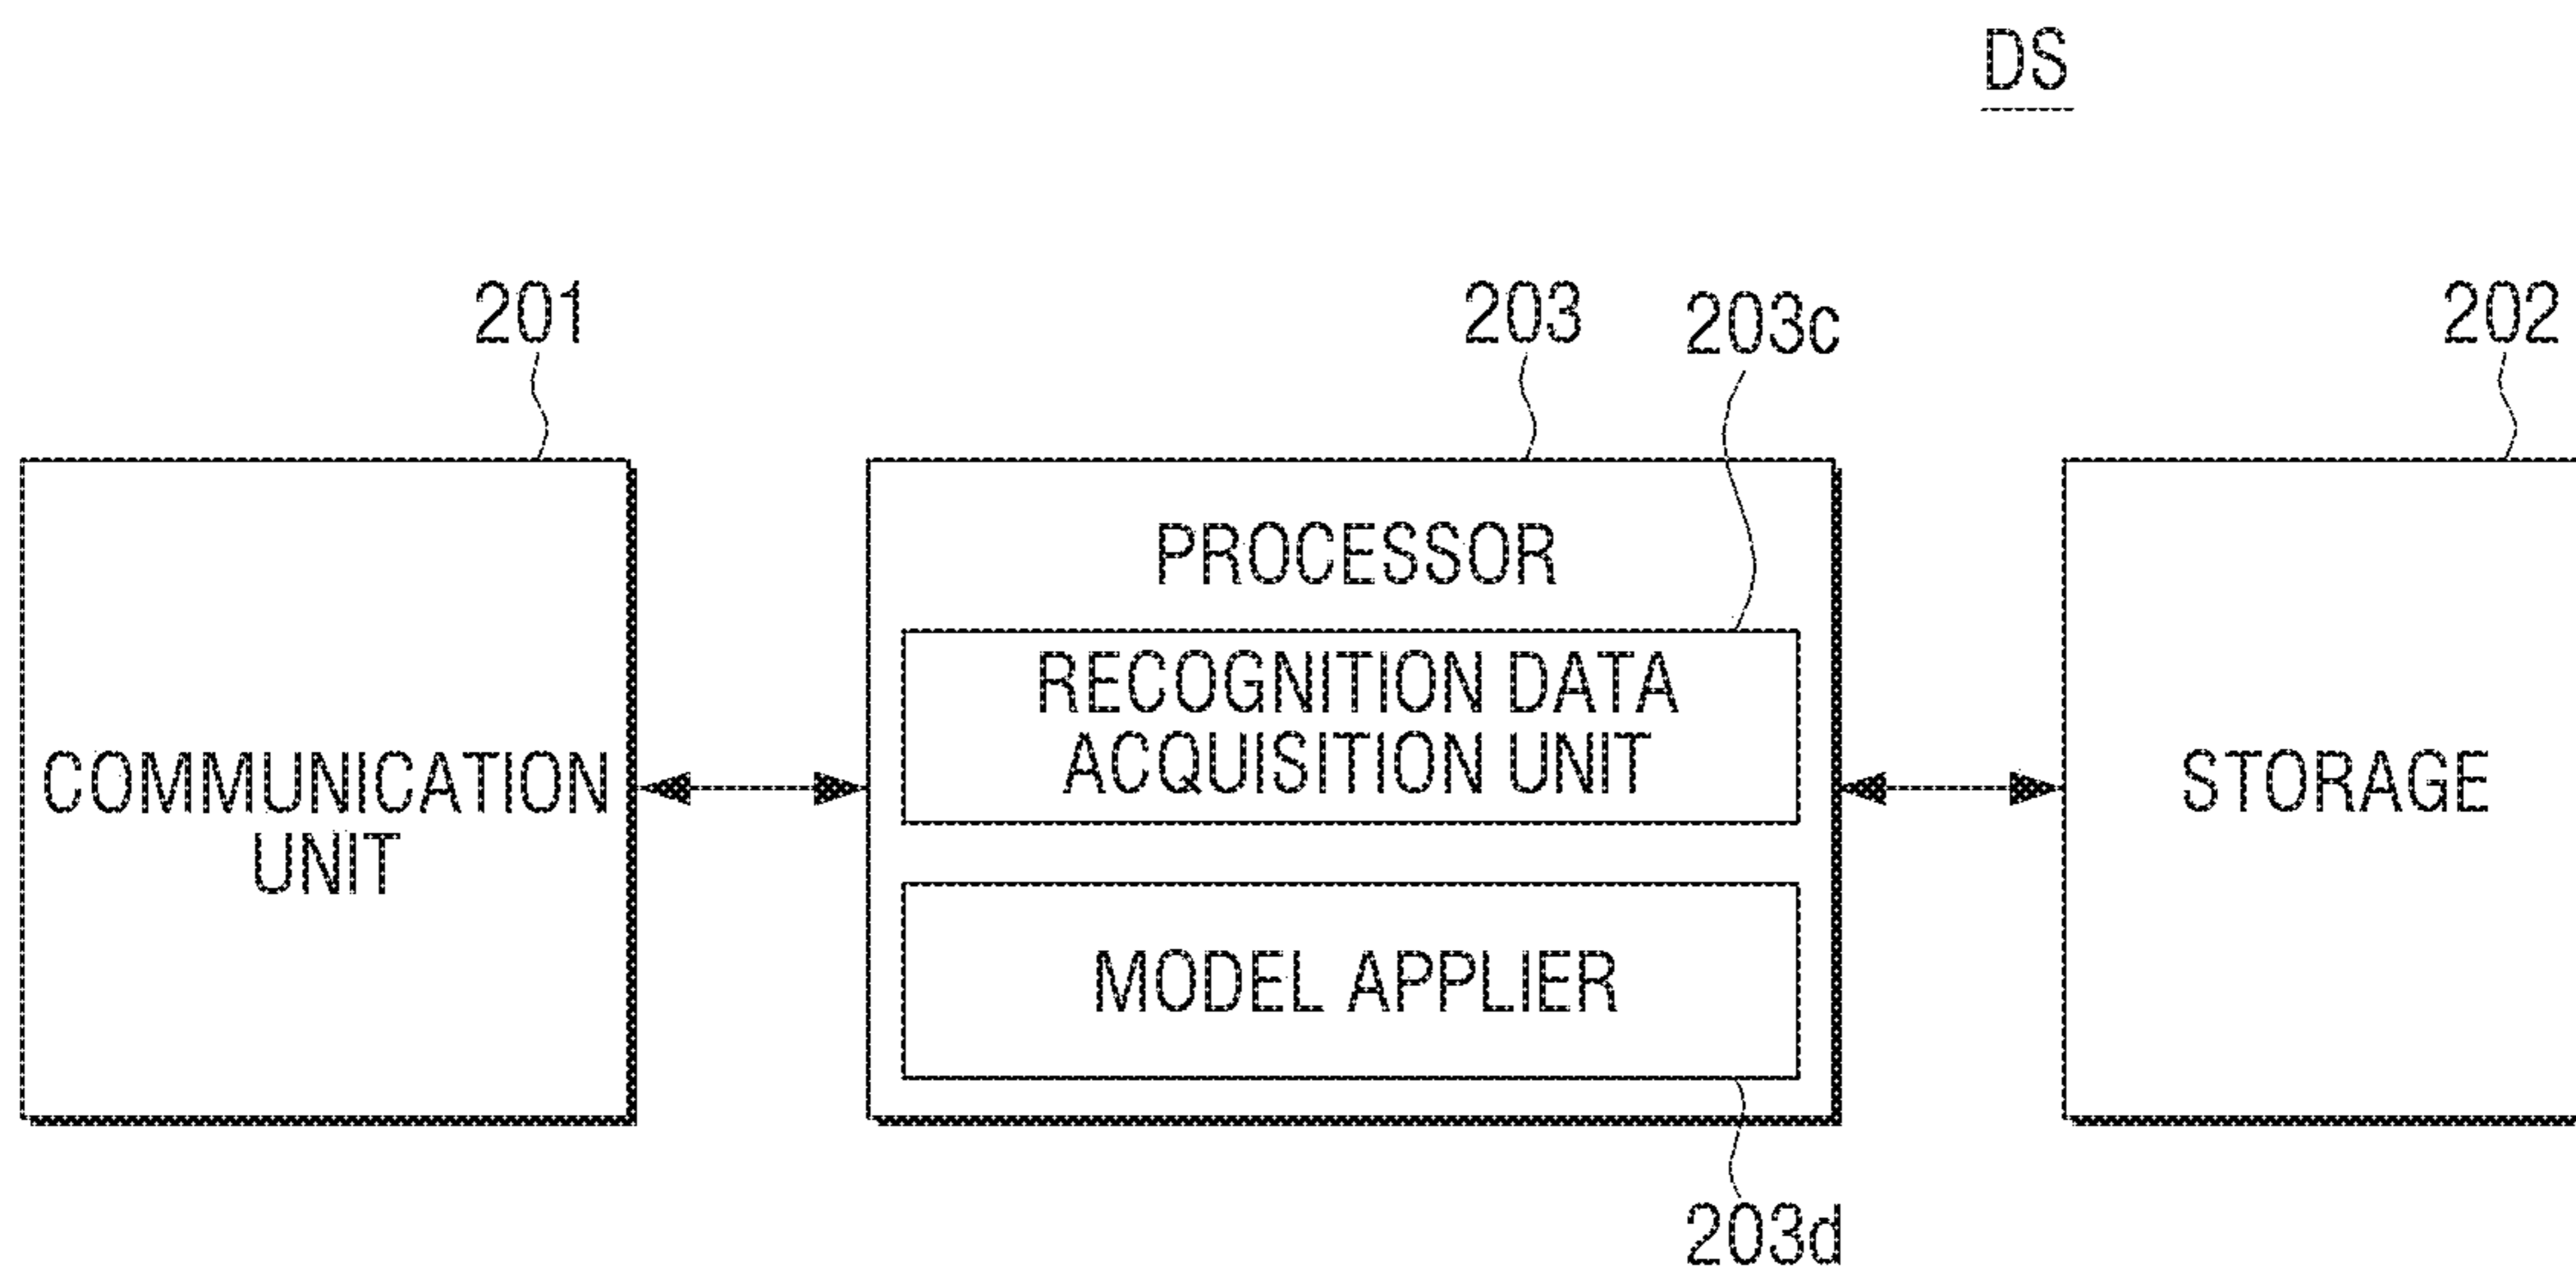 DS
201
203
203c
202
PROCESSOR
RECOGNITION DATA
ACQUISITION UNIT
COMMUNICATION
UNIT
STORAGE
MODEL APPLIER
203d